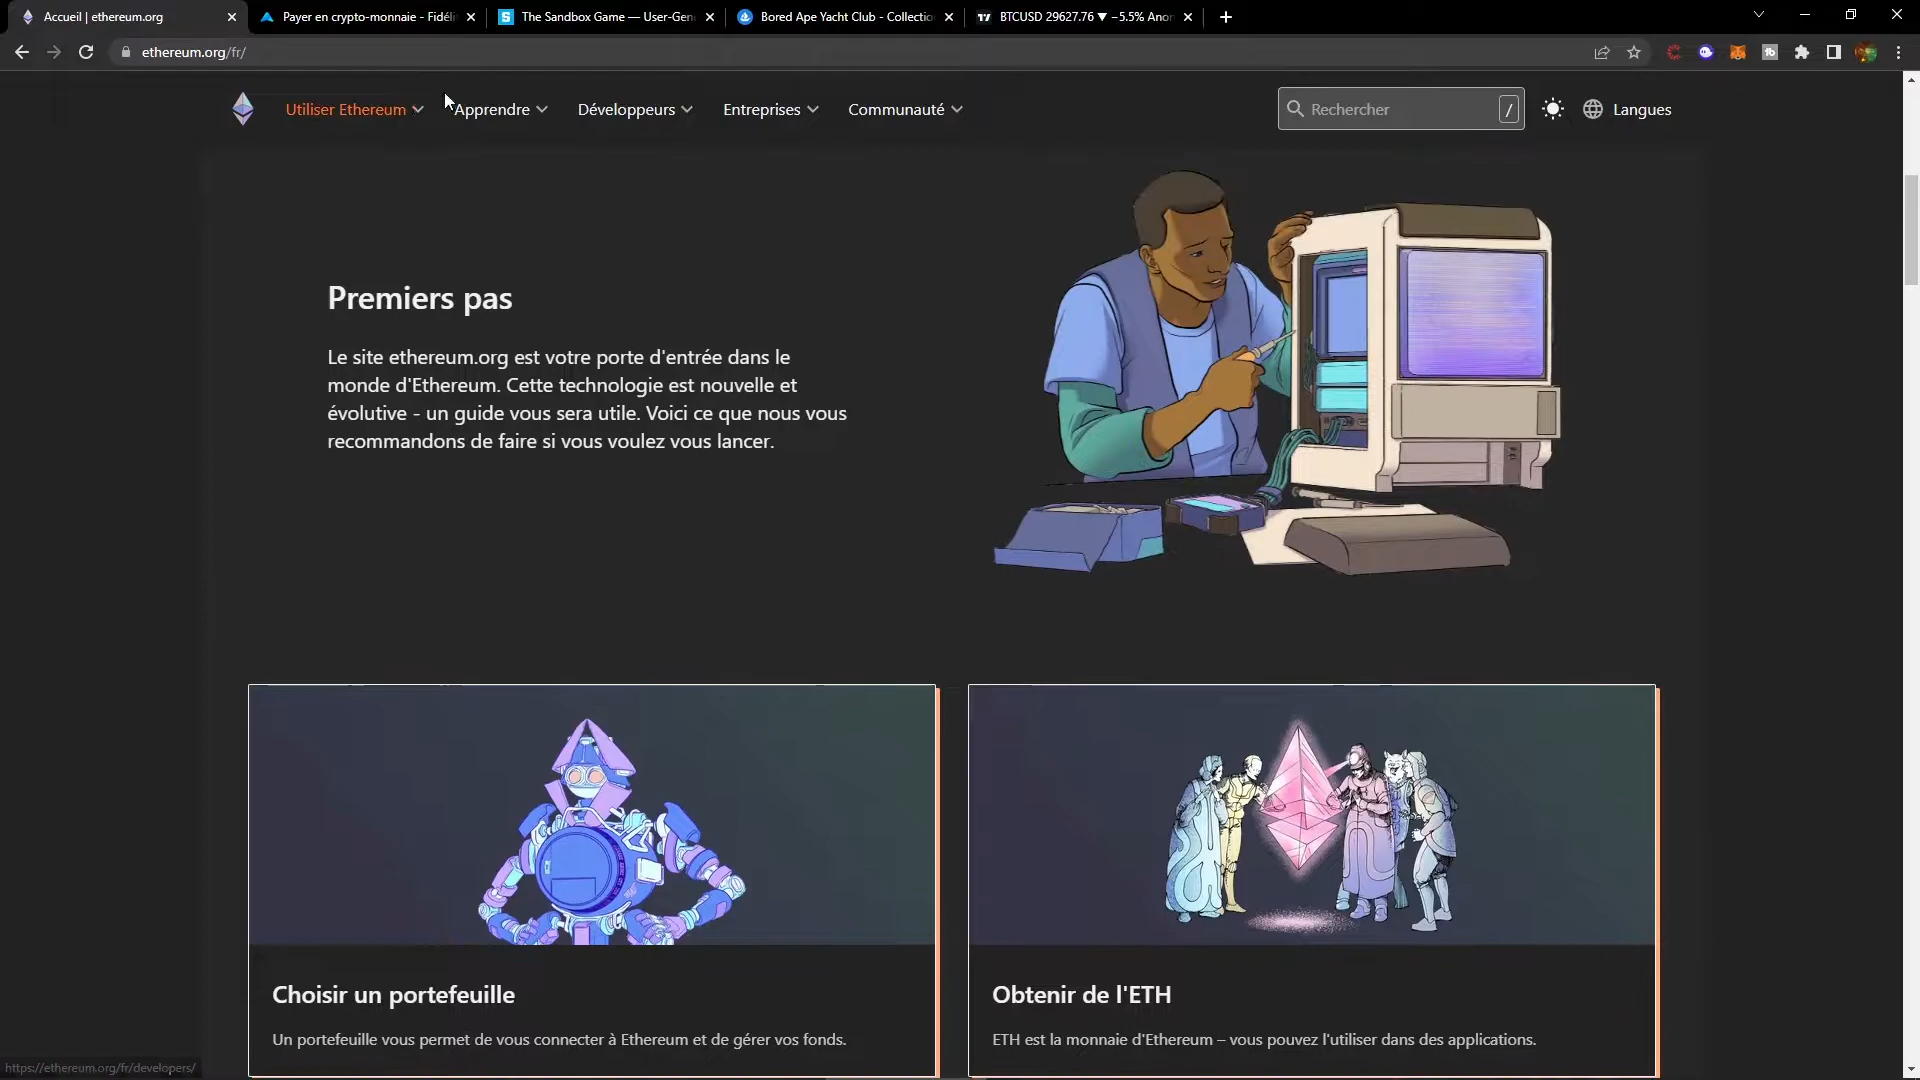 Accueil | ethereum.org
Payer en crypto-monnaie - Fidéli
The Sandbox Game — User-Gen
Bored Ape Yacht Club - Collectio
BTCUSD 29627.76 ▼ −5.5% Anon
ethereum.org/fr/
Utiliser Ethereum
Apprendre
Développeurs
Entreprises
Communauté
Rechercher
/
Langues
Premiers pas
Le site ethereum.org est votre porte d'entrée dans le
monde d'Ethereum. Cette technologie est nouvelle et
évolutive - un guide vous sera utile. Voici ce que nous vous
recommandons de faire si vous voulez vous lancer.
Choisir un portefeuille
Un portefeuille vous permet de vous connecter à Ethereum et de gérer vos fonds.
Obtenir de l'ETH
ETH est la monnaie d'Ethereum – vous pouvez l'utiliser dans des applications.
https://ethereum.org/fr/developers/